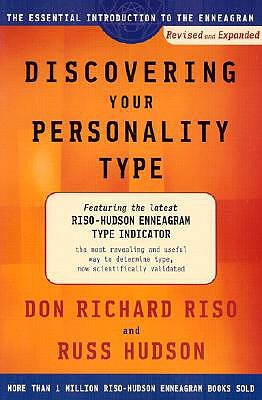 THE ESSENTIAL INTRODUCTION TO THE ENNEAGRAM
Revised and Expanded
DISCOVERING
YOUR
PERSONALITY
TYPE
Featuring the latest
RISO-HUDSON ENNEAGRAM
TYPE INDICATOR
the most revealing and useful
way to determine type,
now scientifically validated
DON RICHARD RISO
and
RUSS HUDSON
MORE THAN 1 MILLION RISO-HUDSON ENNEAGRAM BOOKS SOLD